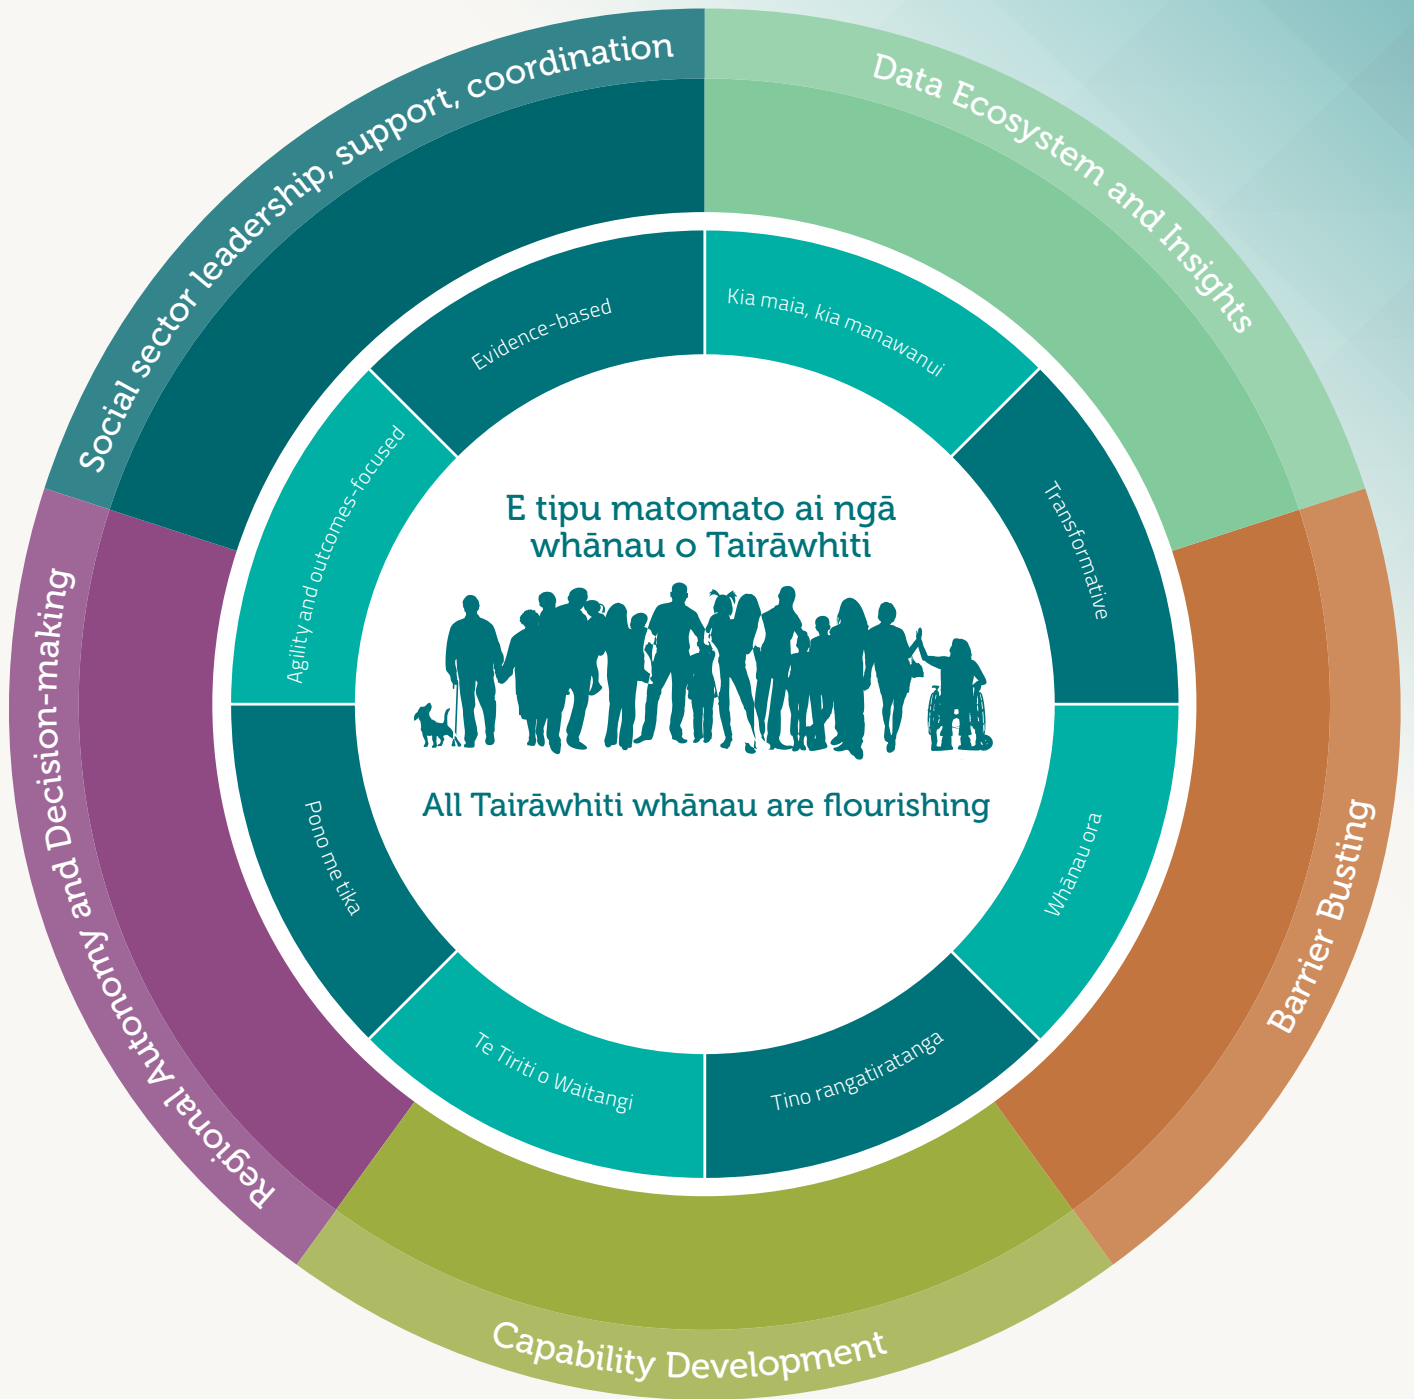 Social sector leadership, support, coordination
Data Ecosystem and Insights
Barrier Busting
Capability Development
Regional Autonomy and Decision-making
Evidence-based
Kia maia, kia manawanui
Transformative
Whānau ora
Tino rangatiratanga
Te Tiriti o Waitangi
Pono me tika
Agility and outcomes-focused
E tipu matomato ai ngā
whānau o Tairāwhiti
All Tairāwhiti whānau are flourishing